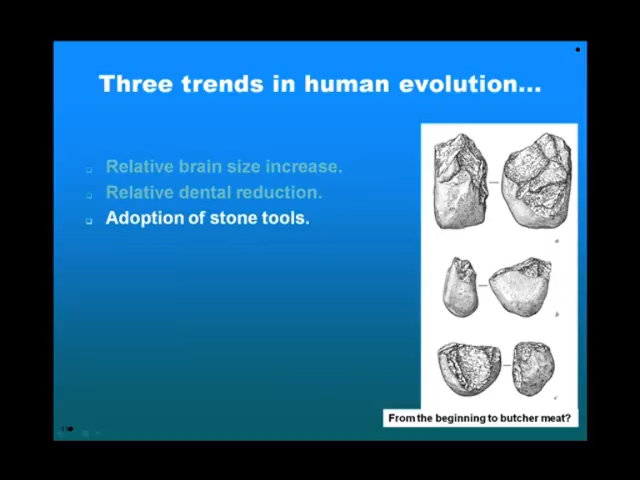 Three trends in human evolution...
Relative brain size increase.
Relative dental reduction.
Adoption of stone tools.
a
b
c
From the beginning to butcher meat?